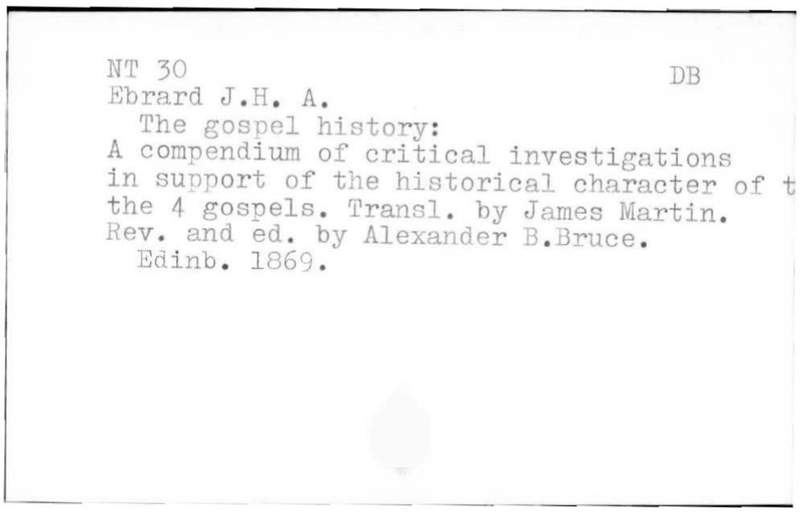 NT 30 DB
Ebrard J.H. A.
The gospel history:
A compendium of critical investigations
in support of the historical character of t
the 4 gospels. Transl. by James Martin.
Rev. and ed. by Alexander B.Bruce.
Edinb. 1869.